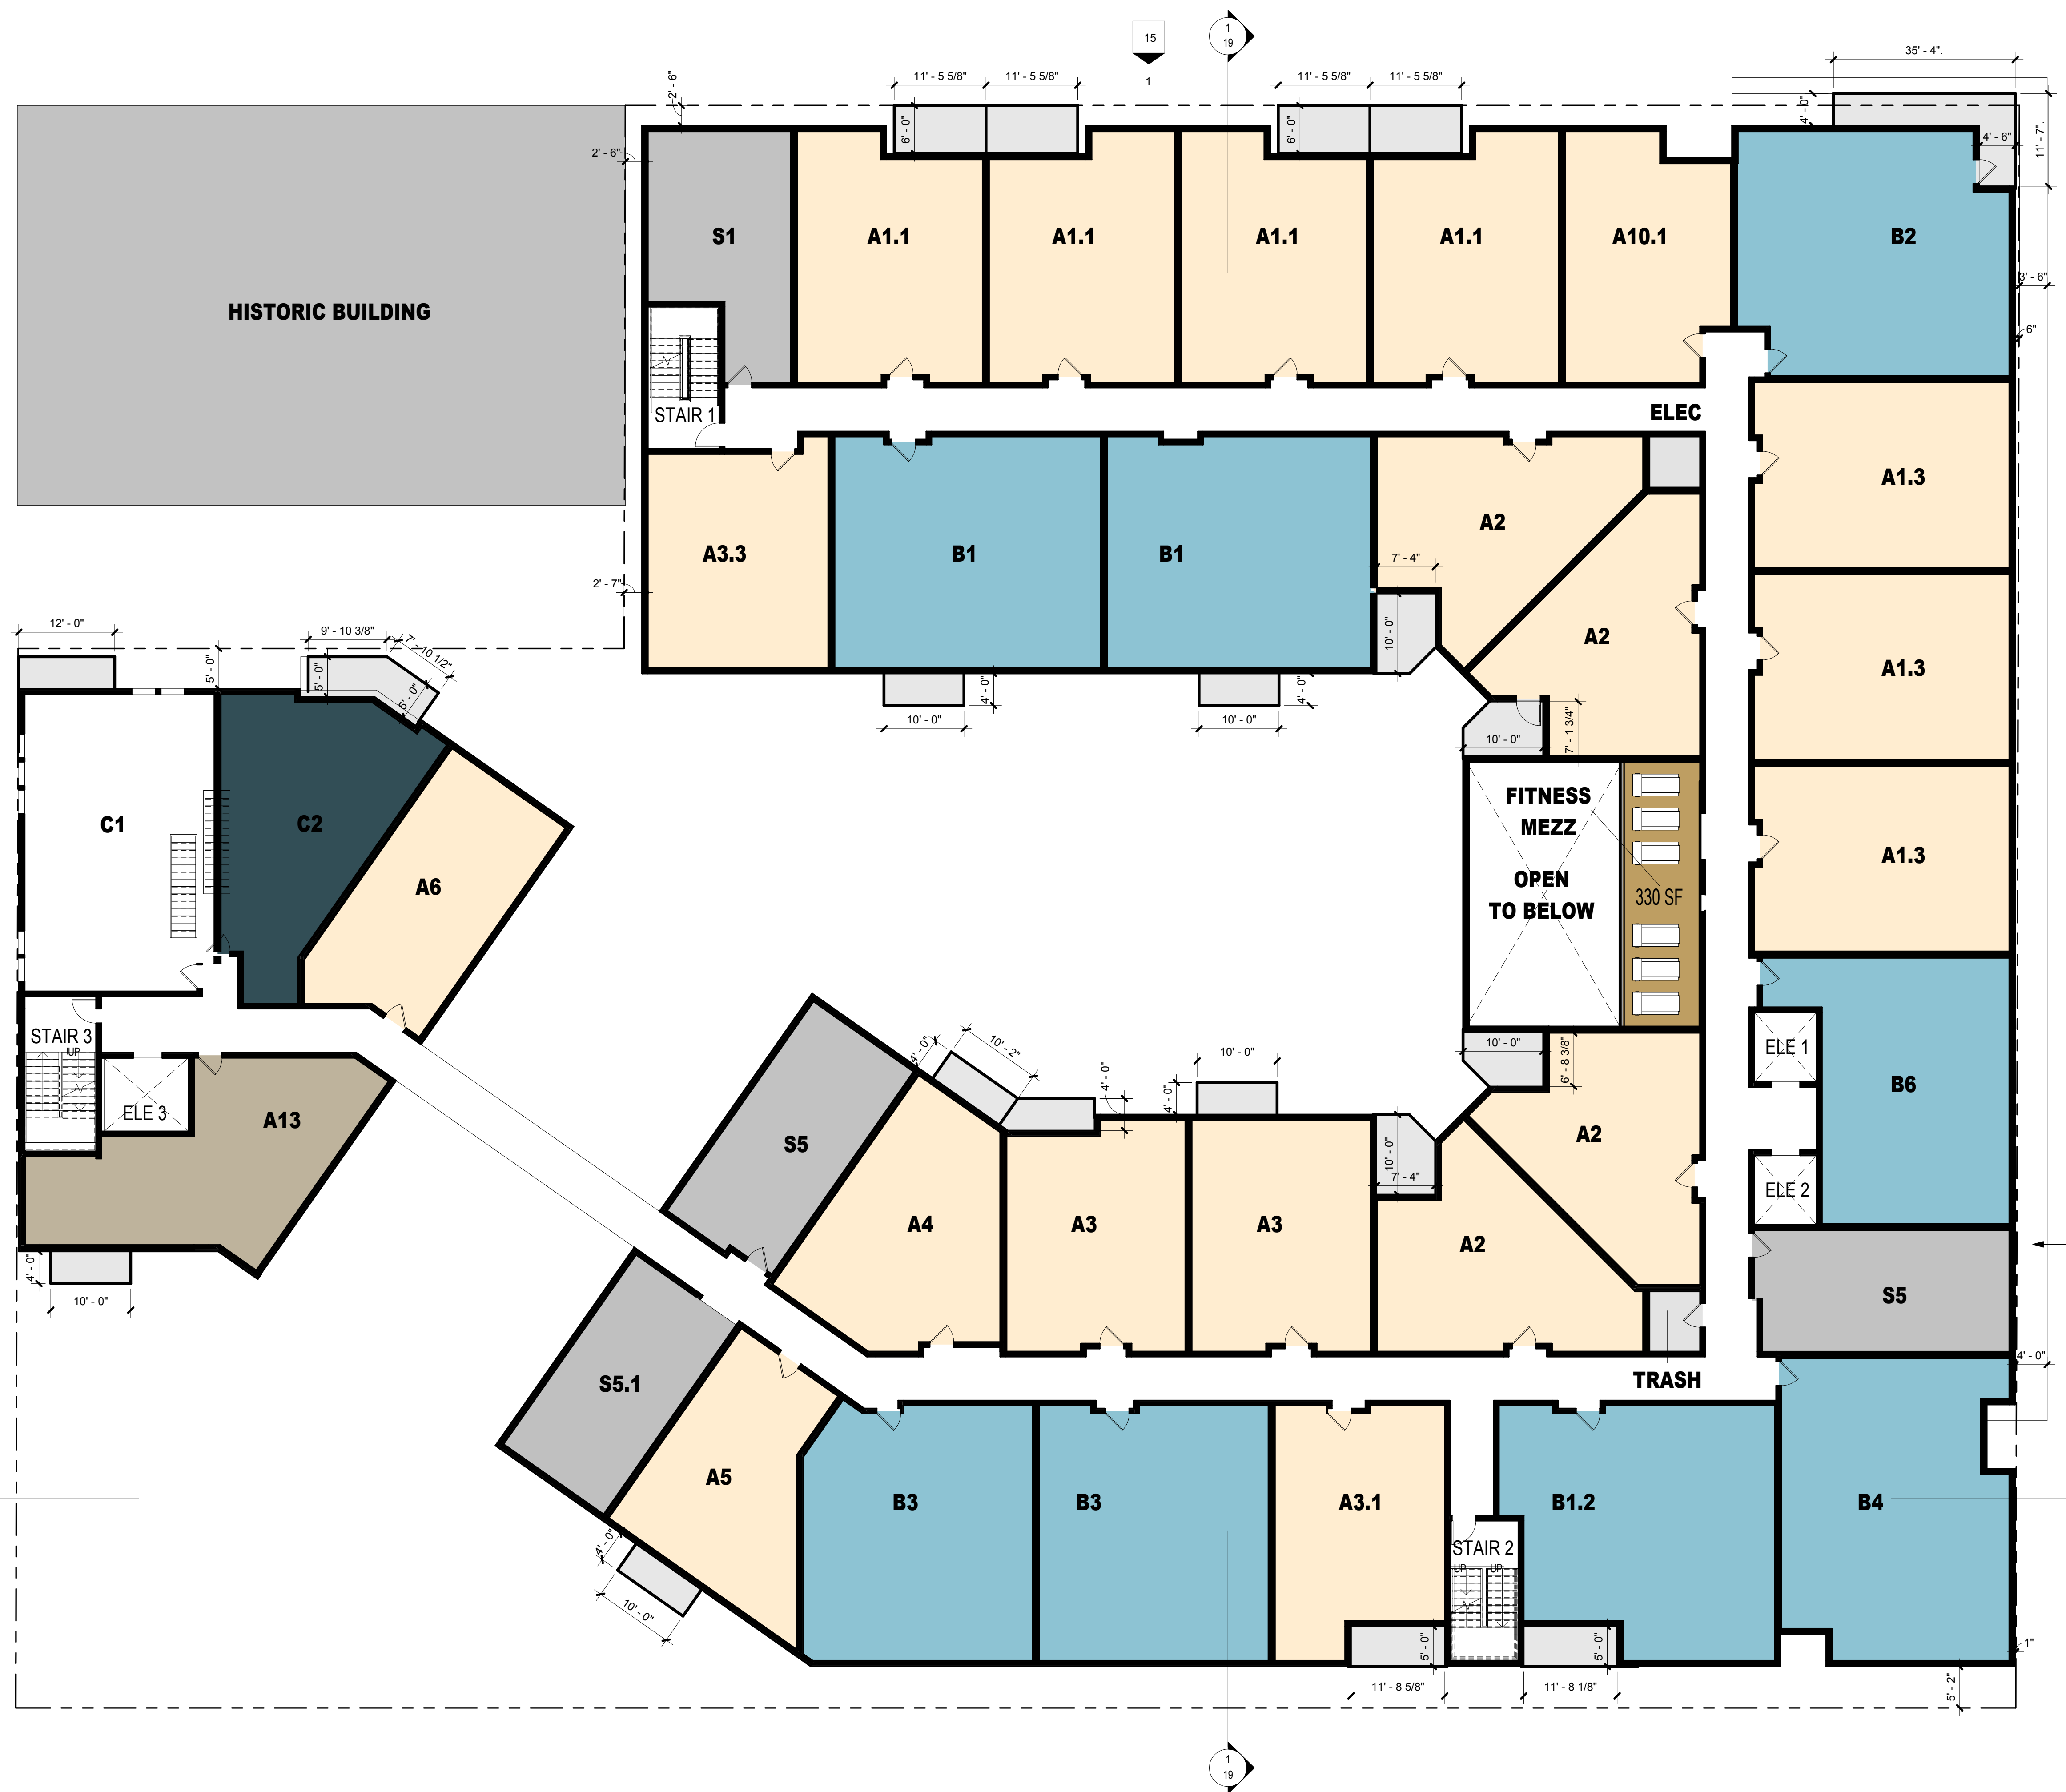 15
1
1
19
35' - 4".
11' - 5 5/8"
11' - 5 5/8"
11' - 5 5/8"
11' - 5 5/8"
2' - 6"
6' - 0"
6' - 0"
4' - 0"
4' - 6"
11' - 7".
2' - 6"
S1
A1.1
A1.1
A1.1
A1.1
A10.1
B2
3' - 6".
HISTORIC BUILDING
6"
STAIR 1
ELEC
A1.3
A2
A3.3
B1
B1
7' - 4"
2' - 7"
10' - 0"
A2
12' - 0"
9' - 10 3/8"
7' - 10 1/2"
5' - 0"
5' - 0"
5' - 0"
A1.3
4' - 0"
4' - 0"
10' - 0"
10' - 0"
10' - 0"
7' - 1 3/4"
FITNESS
MEZZ
C1
C2
A6
OPEN
TO BELOW
330 SF
A1.3
STAIR 3
UP
ELE 3
A13
10' - 2"
4' - 0"
10' - 0"
4' - 0"
4' - 0"
10' - 0"
6' - 8 3/8"
ELE 1
B6
S5
A2
10' - 0"
7' - 4"
ELE 2
A4
A3
A3
A2
4' - 0"
10' - 0"
S5
4' - 0"
S5.1
TRASH
A5
B3
B3
A3.1
B1.2
B4
STAIR 2
UP
UP
4' - 0"
10' - 0"
5' - 0"
5' - 0"
1"
11' - 8 5/8"
11' - 8 1/8"
5' - 2"
1
19